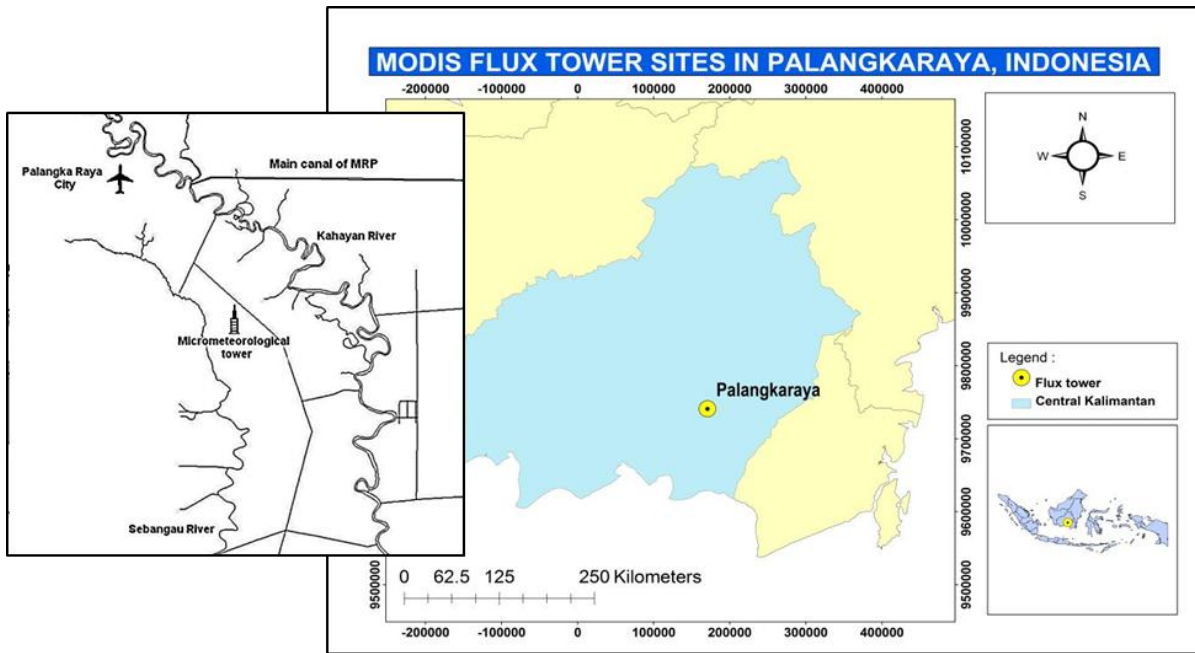 MODIS FLUX TOWER SITES IN PALANGKARAYA, INDONESIA
-200000 -100000 0 100000 200000 300000 400000
Palangka Raya
City
Main canal of MRP
Kahayan River
Micrometeorological
tower
Sebangau River
Palangkaraya
10100000
10000000
9900000
9800000
9700000
9600000
9500000
9500000
0 62.5 125 250 Kilometers
-200000 -100000 0 100000 200000 300000 400000
N
W E
S
Legend :
Flux tower
Central Kalimantan